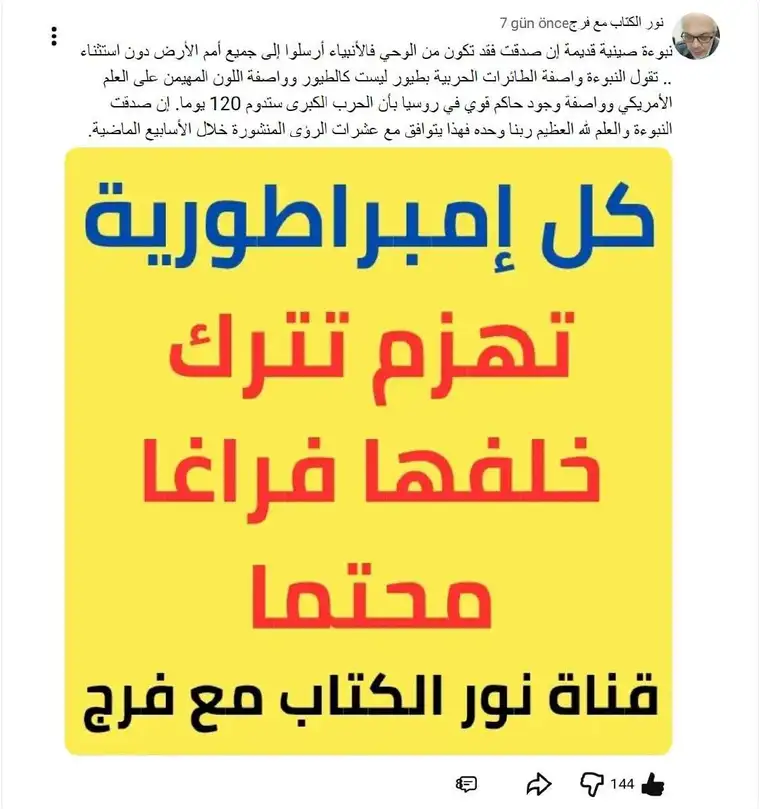 نور الكتاب مع فرج 7 gün önce
نبوءة صينية قديمة إن صدقت فقد تكون من الوحي فالأنبياء أرسلوا إلى جميع أمم الأرض دون استثناء
.. تقول النبوءة واصفة الطائرات الحربية بطيور ليست كالطيور وواصفة اللون المهيمن على العلم
الأمريكي وواصفة وجود حاكم قوي في روسيا بأن الحرب الكبرى ستدوم 120 يوما. إن صدقت
النبوءة والعلم لله العظيم ربنا وحده فهذا يتوافق مع عشرات الرؤى المنشورة خلال الأسابيع الماضية.
كل إمبراطورية
تهزم تترك
خلفها فراغا
محتما
قناة نور الكتاب مع فرج
144